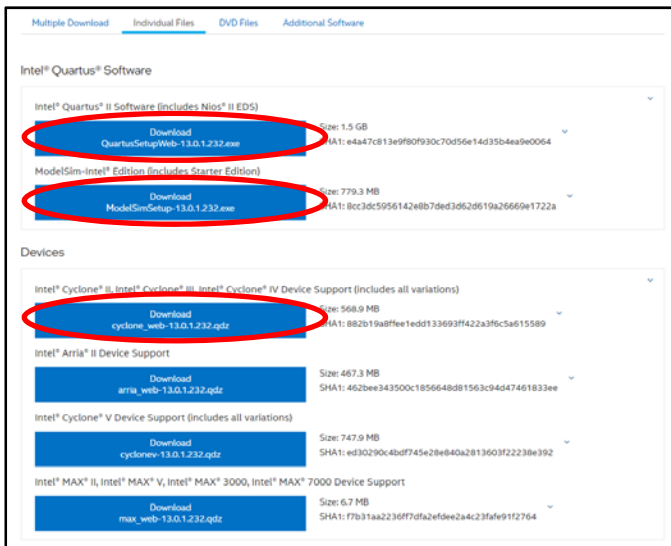 Multiple Download Individual Files DVD Files Additional Software
Intel® Quartus® Software
Intel® Quartus® II Software (includes Nios® II EDS)
Download
QuartusSetupWeb-13.0.1.232.exe
Size: 1.5 GB
SHA1: e4a47c813e9f80f930c70d56e14d35b4ea9e0064
ModelSim-Intel® Edition (includes Starter Edition)
Download
ModelSimSetup-13.0.1.232.exe
Size: 779.3 MB
SHA1: 8cc3dc5956142e8b7ded3d62d619a26669e1722a
Devices
Intel® Cyclone® II, Intel® Cyclone® III, Intel® Cyclone® IV Device Support (includes all variations)
Download
cyclone_web-13.0.1.232.qdz
Size: 568.9 MB
SHA1: 882b19a8ffee1edd133693ff422a3f6c5a615589
Intel® Arria® II Device Support
Download
arria_web-13.0.1.232.qdz
Size: 467.3 MB
SHA1: 462bee343500c1856648d81563c94d47461833ee
Intel® Cyclone® V Device Support (includes all variations)
Download
cyclonev-13.0.1.232.qdz
Size: 747.9 MB
SHA1: ed30290c4bdf745e28e840a2813603f22238e392
Intel® MAX® II, Intel® MAX® V, Intel® MAX® 3000, Intel® MAX® 7000 Device Support
Download
max_web-13.0.1.232.qdz
Size: 6.7 MB
SHA1: f7b31aa2236ff7dfa2efdee2a4c23fafe91f2764